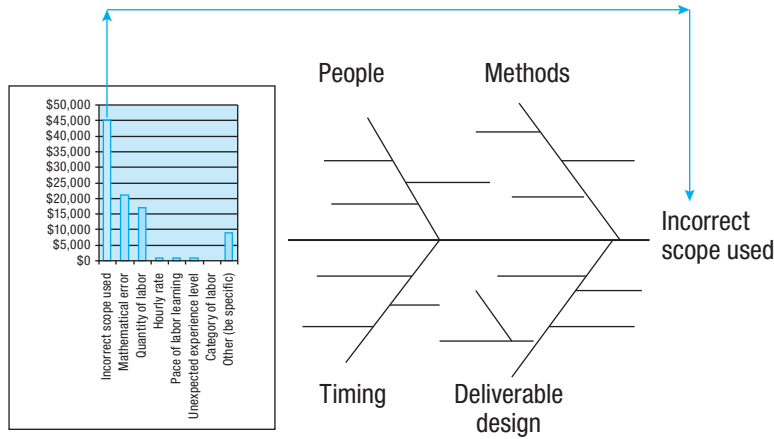 People
Methods
$50,000
$45,000
$40,000
$35,000
$30,000
$25,000
$20,000
$15,000
$10,000
$5,000
$0
Incorrect scope used
Mathematical error
Quantity of labor
Hourly rate
Pace of labor learning
Unexpected experience level
Category of labor
Other (be specific)
Incorrect
scope used
Timing
Deliverable
design